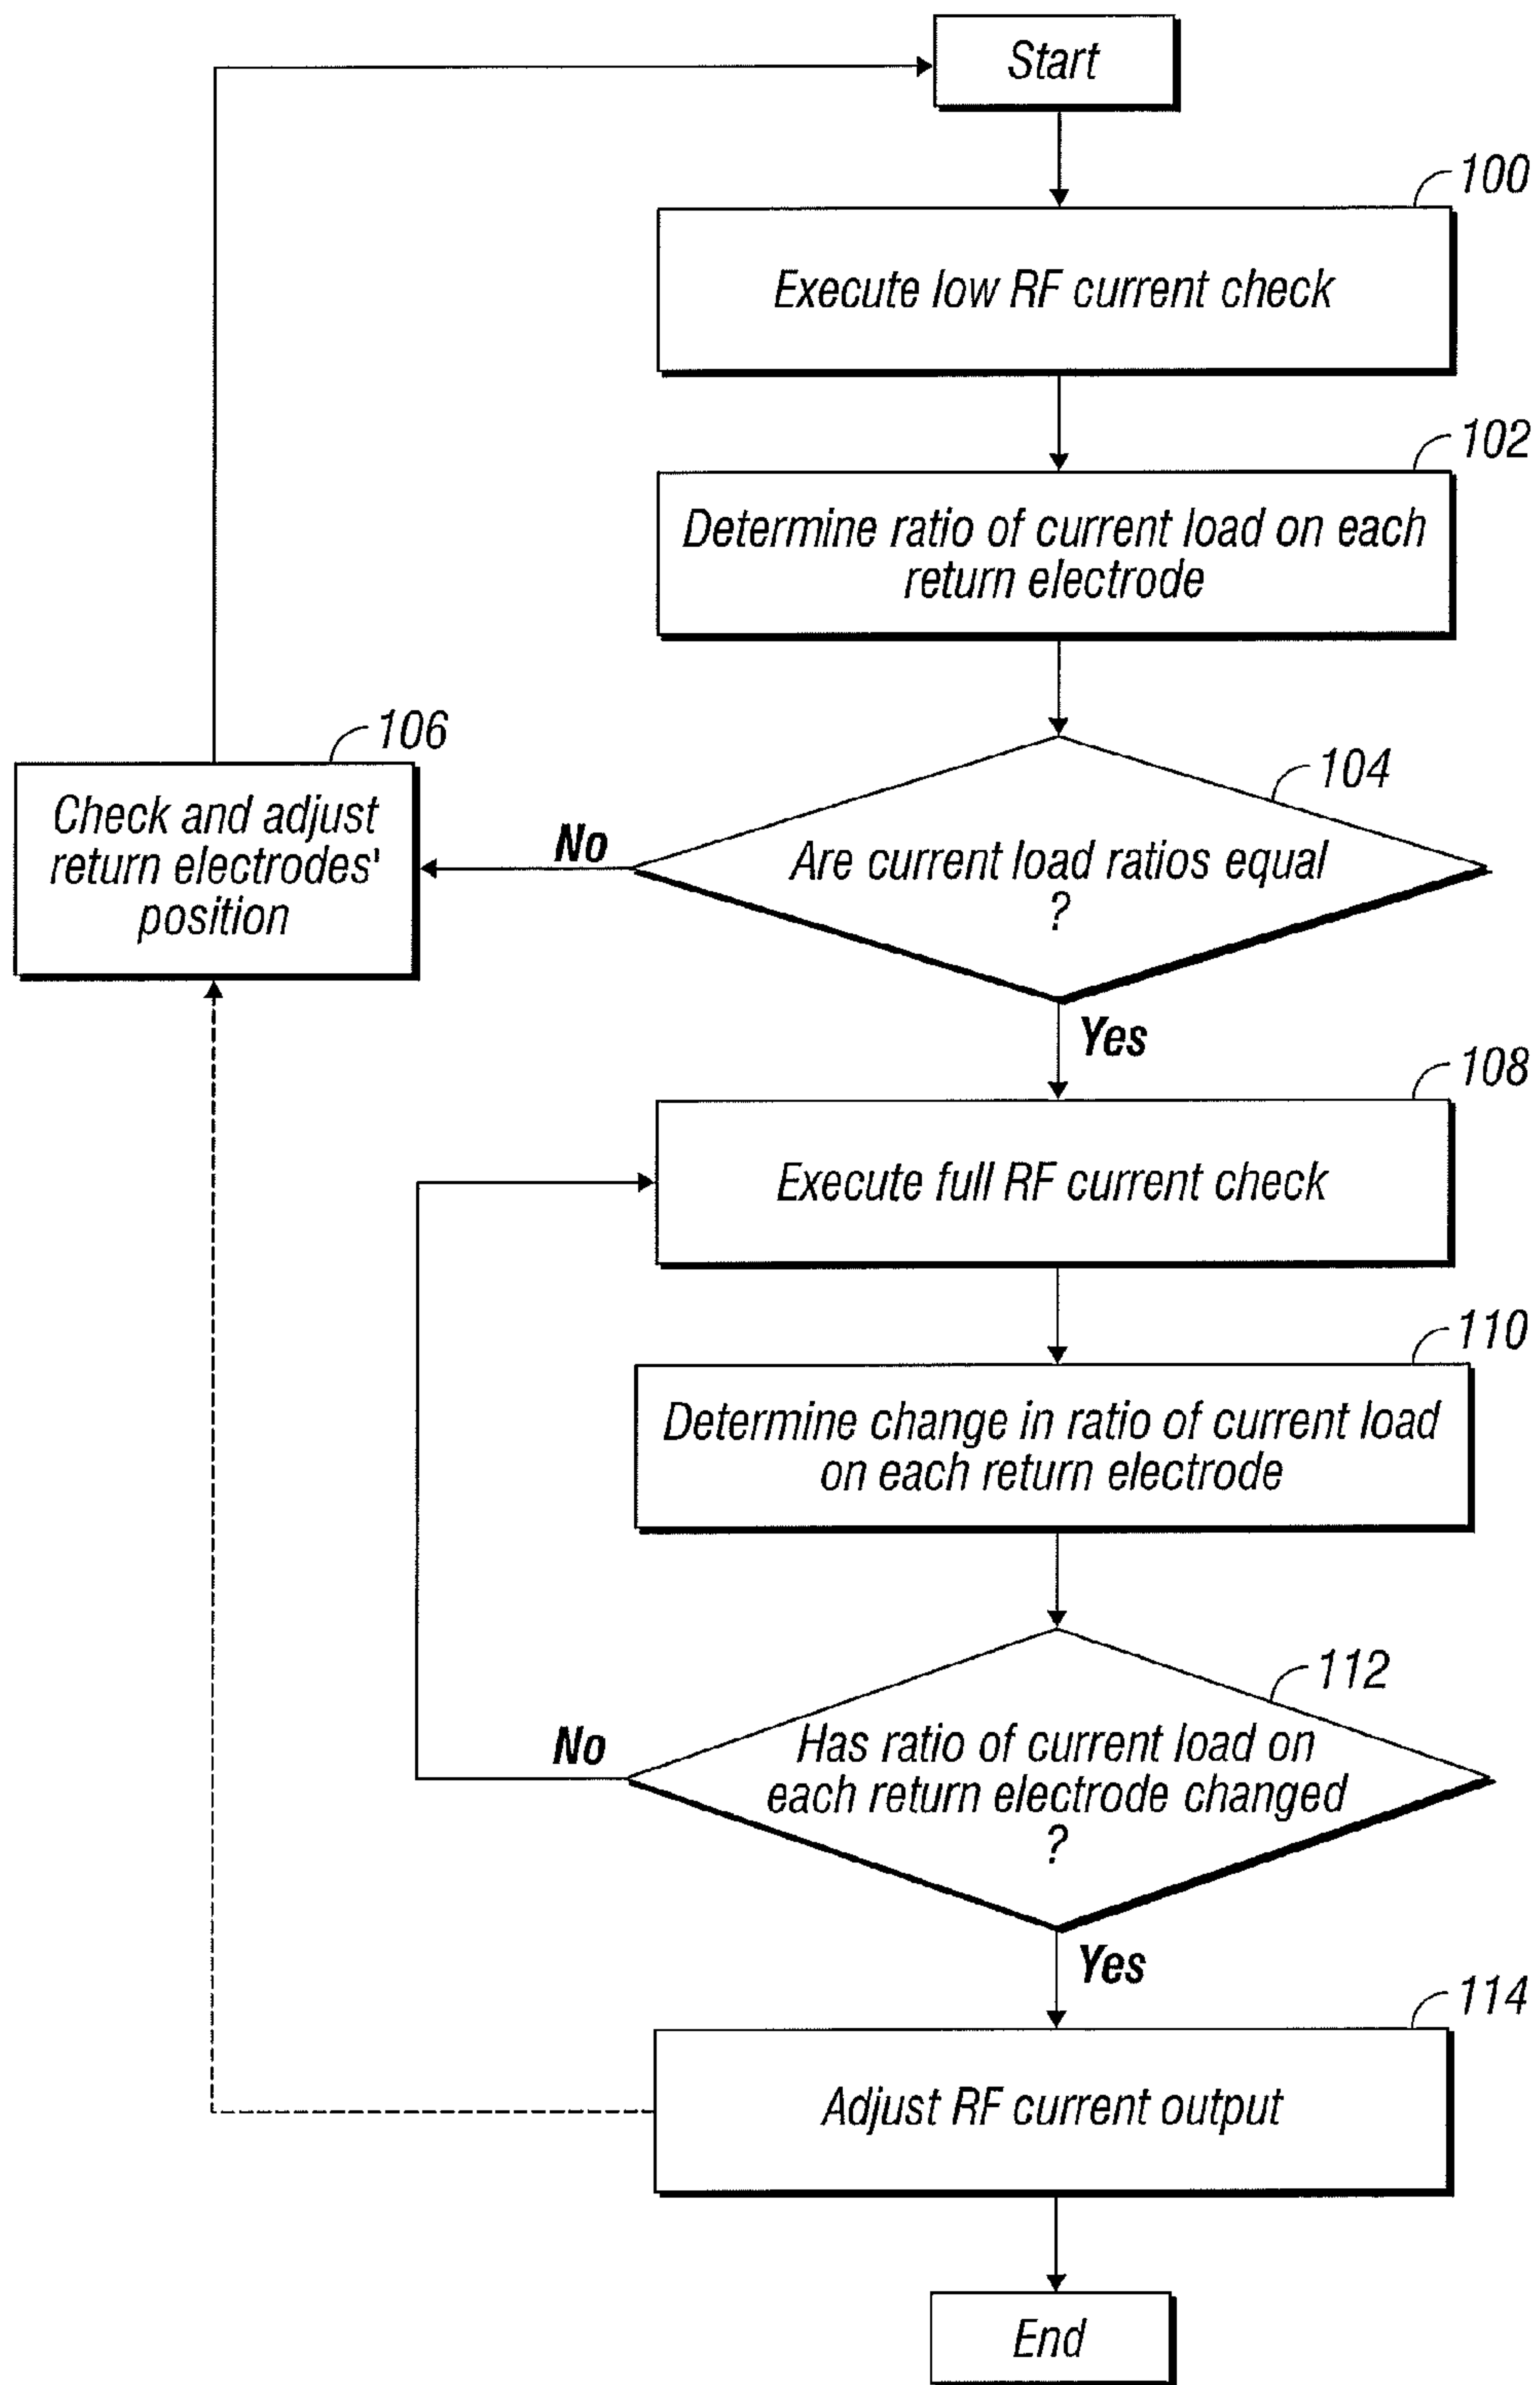 Start
100
Execute low RF current check
102
Determine ratio of current load on each
return electrode
106
Check and adjust
return electrodes'
position
104
No
Are current load ratios equal
?
Yes
108
Execute full RF current check
110
Determine change in ratio of current load
on each return electrode
112
No
Has ratio of current load on
each return electrode changed
?
Yes
114
Adjust RF current output
End